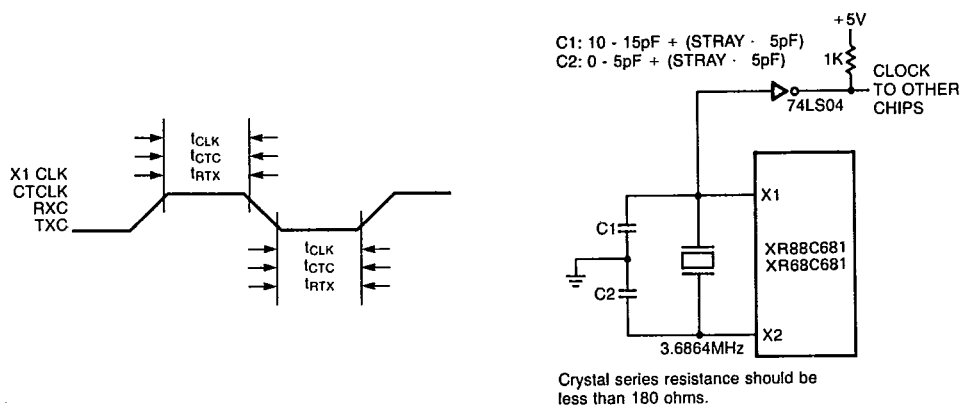 C1: 10 - 15pF + (STRAY · 5pF)
C2: 0 - 5pF + (STRAY · 5pF)
+5V
1K
CLOCK
TO OTHER
CHIPS
74LS04
tCLK
tCTC
tRTX
X1 CLK
CTCLK
RXC
TXC
tCLK
tCTC
tRTX
X1
C1
XR88C681
XR68C681
C2
X2
3.6864MHz
Crystal series resistance should be
less than 180 ohms.